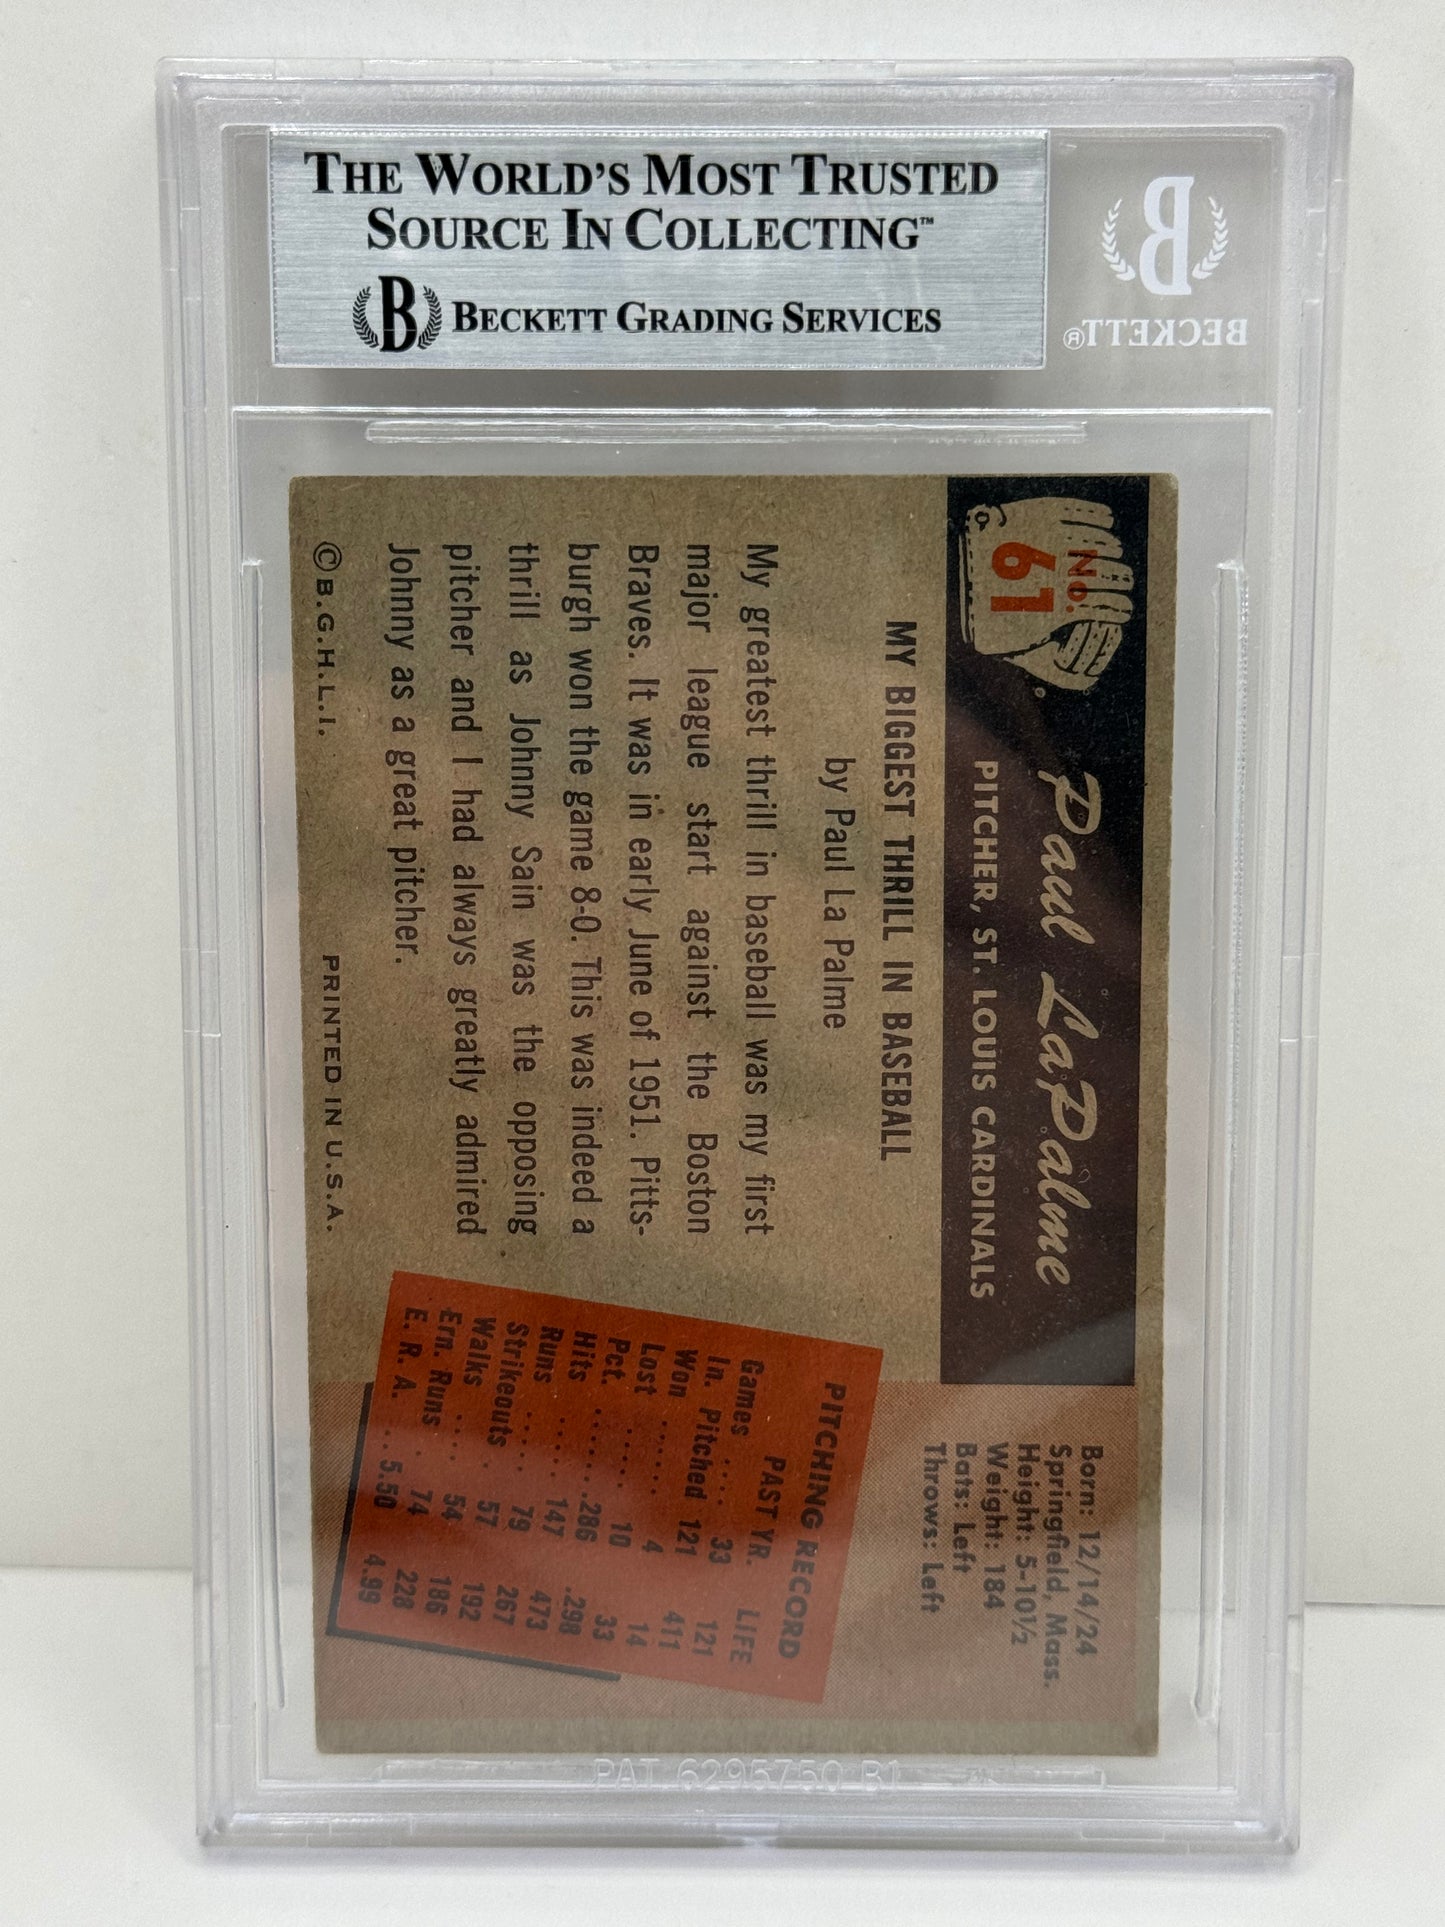 THE WORLD'S MOST TRUSTED
SOURCE IN COLLECTING™
B BECKETT GRADING SERVICES
B
BECKETT®
No.
61
Paul LaPalme
PITCHER, ST. LOUIS CARDINALS
Born: 12/14/24
Springfield, Mass.
Height: 5-10½
Weight: 184
Bats: Left
Throws: Left
MY BIGGEST THRILL IN BASEBALL
by Paul La Palme
My greatest thrill in baseball was my first
major league start against the Boston
Braves. It was in early June of 1951. Pitts-
burgh won the game 8-0. This was indeed a
thrill as Johnny Sain was the opposing
pitcher and I had always greatly admired
Johnny as a great pitcher.
PITCHING RECORD
PAST YR. LIFE
Games .... 33 121
In. Pitched 121 411
Won ...... 4 14
Lost ..... 10 33
Pct. ...... .286 .298
Hits ...... 147 473
Runs ..... 79 267
Strikeouts . 57 192
Walks .... 54 186
Ern. Runs . 74 228
E. R. A. ... 5.50 4.99
© B.G.H.L.I. PRINTED IN U.S.A.
PAT. 6295750 B1